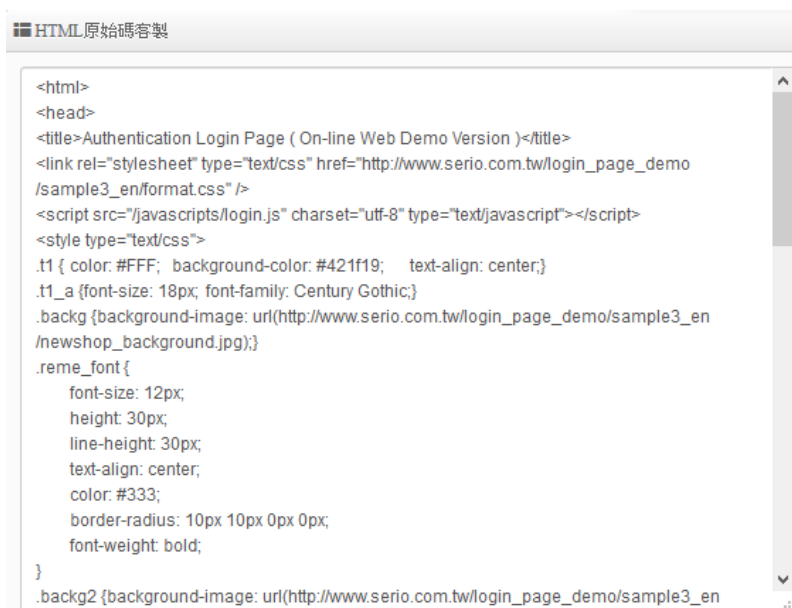 HTML原始碼客製
<html>
<head>
<title>Authentication Login Page ( On-line Web Demo Version )</title>
<link rel="stylesheet" type="text/css" href="http://www.serio.com.tw/login_page_demo
/sample3_en/format.css" />
<script src="/javascripts/login.js" charset="utf-8" type="text/javascript"></script>
<style type="text/css">
.t1 { color: #FFF;   background-color: #421f19;     text-align: center;}
.t1_a {font-size: 18px;  font-family: Century Gothic;}
.backg {background-image: url(http://www.serio.com.tw/login_page_demo/sample3_en
/newshop_background.jpg);}
.reme_font {
font-size: 12px;
height: 30px;
line-height: 30px;
text-align: center;
color: #333;
border-radius: 10px 10px 0px 0px;
font-weight: bold;
}
.backg2 {background-image: url(http://www.serio.com.tw/login_page_demo/sample3_en